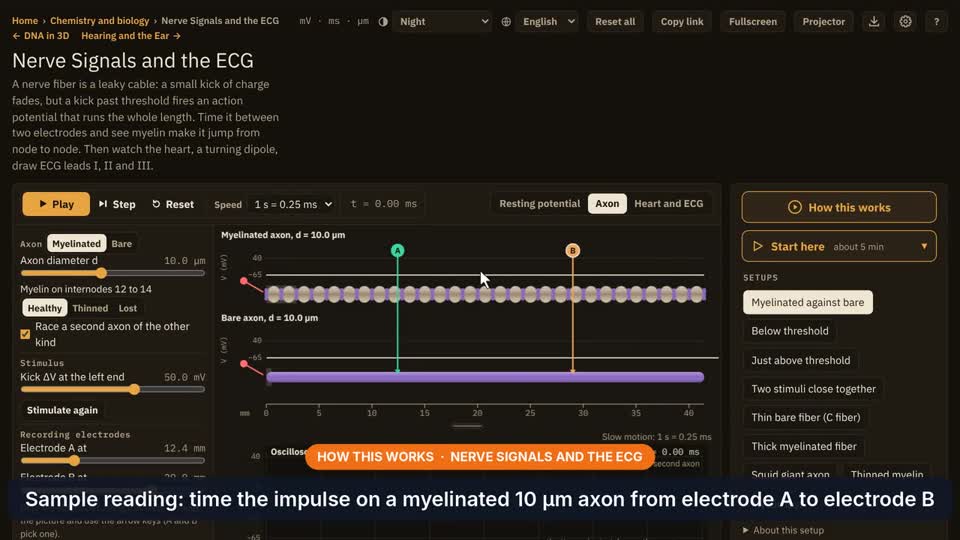 Home › Chemistry and biology › Nerve Signals and the ECG
← DNA in 3D Hearing and the Ear →
mV · ms · μm
Night
English
Reset all
Copy link
Fullscreen
Projector
?
Nerve Signals and the ECG
A nerve fiber is a leaky cable: a small kick of charge
fades, but a kick past threshold fires an action
potential that runs the whole length. Time it between
two electrodes and see myelin make it jump from
node to node. Then watch the heart, a turning dipole,
draw ECG leads I, II and III.
Play
Step
Reset
Speed 1 s = 0.25 ms
t = 0.00 ms
Resting potential Axon Heart and ECG
Axon Myelinated Bare
Axon diameter d 10.0 μm
Myelin on internodes 12 to 14
Healthy Thinned Lost
Race a second axon of the other
kind
Stimulus
Kick ΔV at the left end 50.0 mV
Stimulate again
Recording electrodes
Electrode A at 12.4 mm
Myelinated axon, d = 10.0 μm
A
B
V (mV)
40
-65
Bare axon, d = 10.0 μm
V (mV)
40
-65
mm 0 5 10 15 20 25 30 35 40
Slow motion: 1 s = 0.25 ms
40
-65
second axon
HOW THIS WORKS · NERVE SIGNALS AND THE ECG
Sample reading: time the impulse on a myelinated 10 μm axon from electrode A to electrode B
pick one).
How this works
Start here about 5 min
SETUPS
Myelinated against bare
Below threshold
Just above threshold
Two stimuli close together
Thin bare fiber (C fiber)
Thick myelinated fiber
Squid giant axon Thinned myelin
About this setup